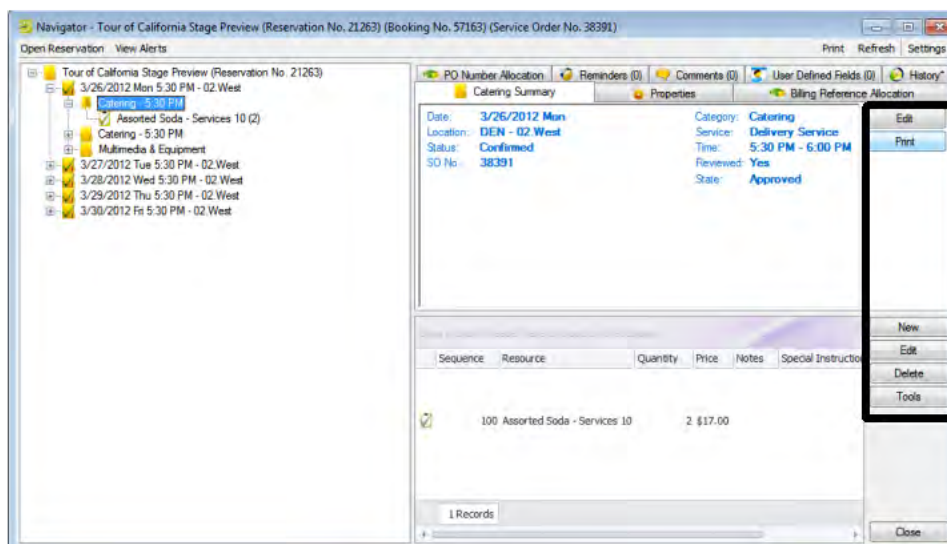 Navigator - Tour of California Stage Preview (Reservation No. 21263) (Booking No. 57163) (Service Order No. 38391)
Open Reservation View Alerts Print Refresh Settings
Tour of California Stage Preview (Reservation No. 21263)
3/26/2012 Mon 5:30 PM - 02.West
Catering - 5:30 PM
Assorted Soda - Services 10 (2)
Catering - 5:30 PM
Multimedia & Equipment
3/27/2012 Tue 5:30 PM - 02.West
3/28/2012 Wed 5:30 PM - 02.West
3/29/2012 Thu 5:30 PM - 02.West
3/30/2012 Fri 5:30 PM - 02.West
PO Number Allocation Reminders (0) Comments (0) User Defined Fields (0) History
Catering Summary Properties Billing Reference Allocation
Date: 3/26/2012 Mon Category: Catering
Location: DEN - 02.West Service: Delivery Service
Status: Confirmed Time: 5:30 PM - 6:00 PM
SO No: 38391 Reviewed: Yes
State: Approved
Edit
Print
New
Edit
Delete
Tools
Sequence Resource Quantity Price Notes Special Instruction
100 Assorted Soda - Services 10 2 $17.00
1 Records
Close